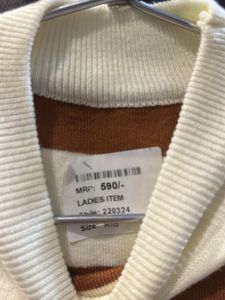 MRP: 590/-
LADIES ITEM
Style: 220324
Size: